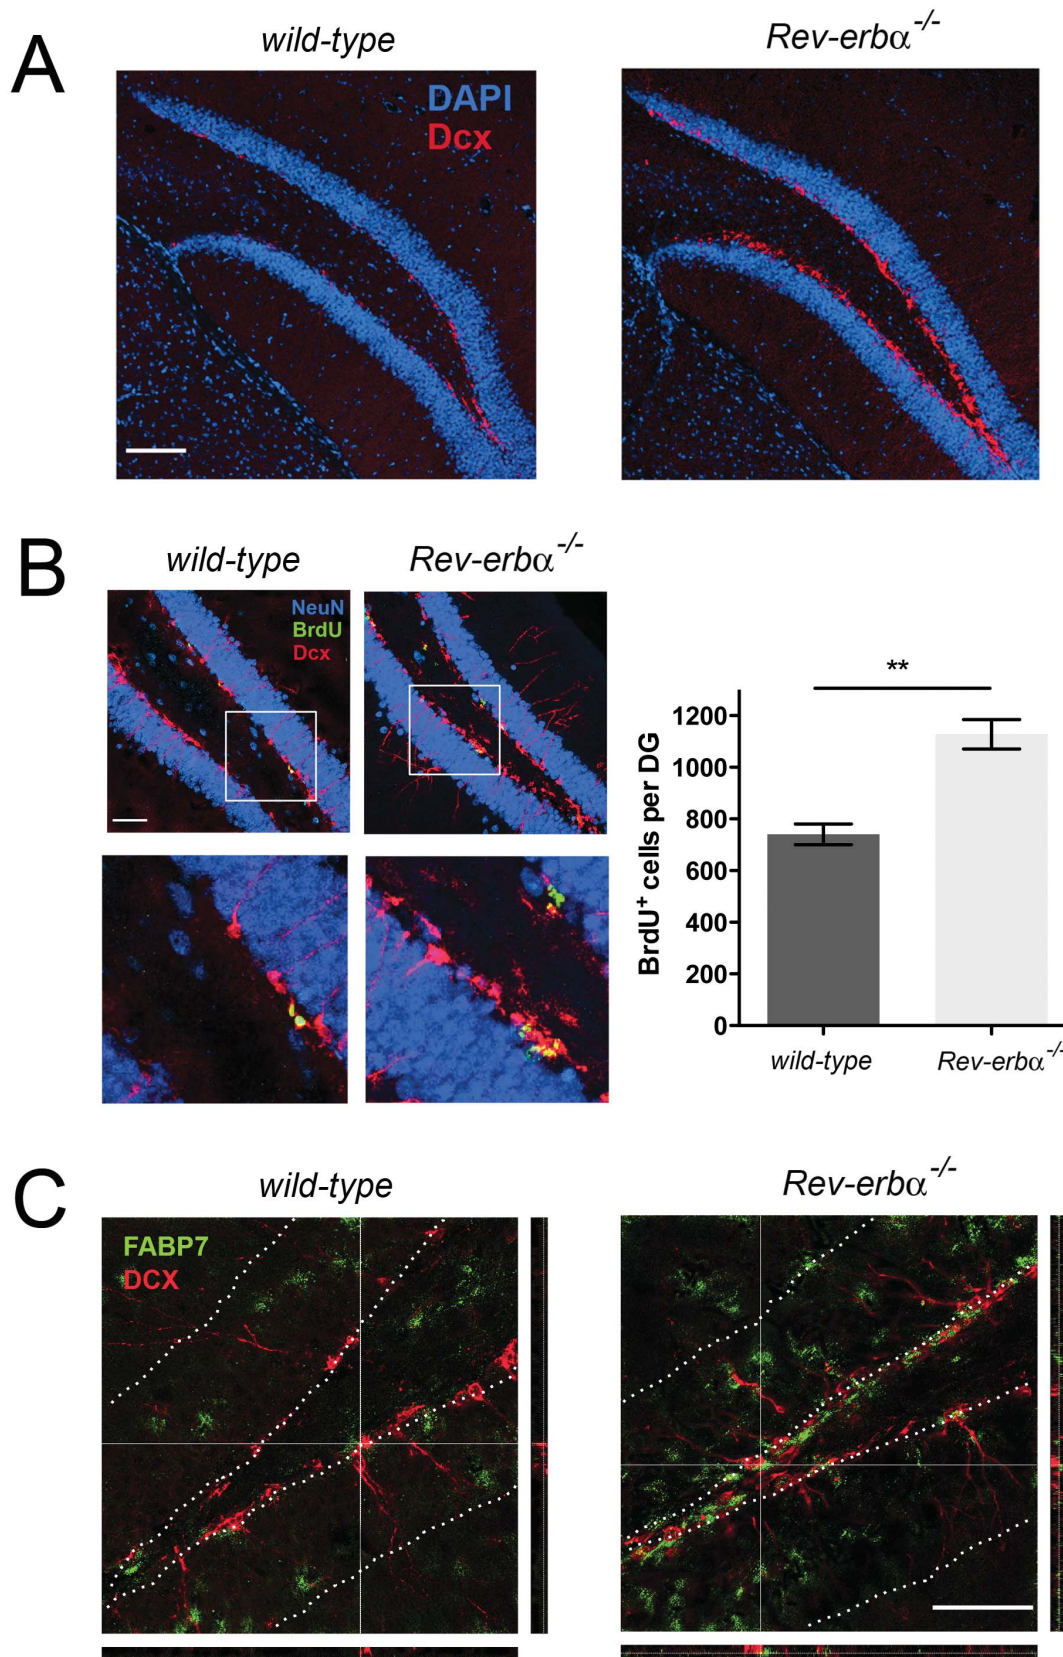 A
wild-type
Rev-erbα-/-
DAPI
Dcx
B
wild-type
Rev-erbα-/-
NeuN
BrdU
Dcx
**
BrdU+ cells per DG
1200
1000
800
600
400
200
0
wild-type
Rev-erbα-/-
C
wild-type
Rev-erbα-/-
FABP7
DCX